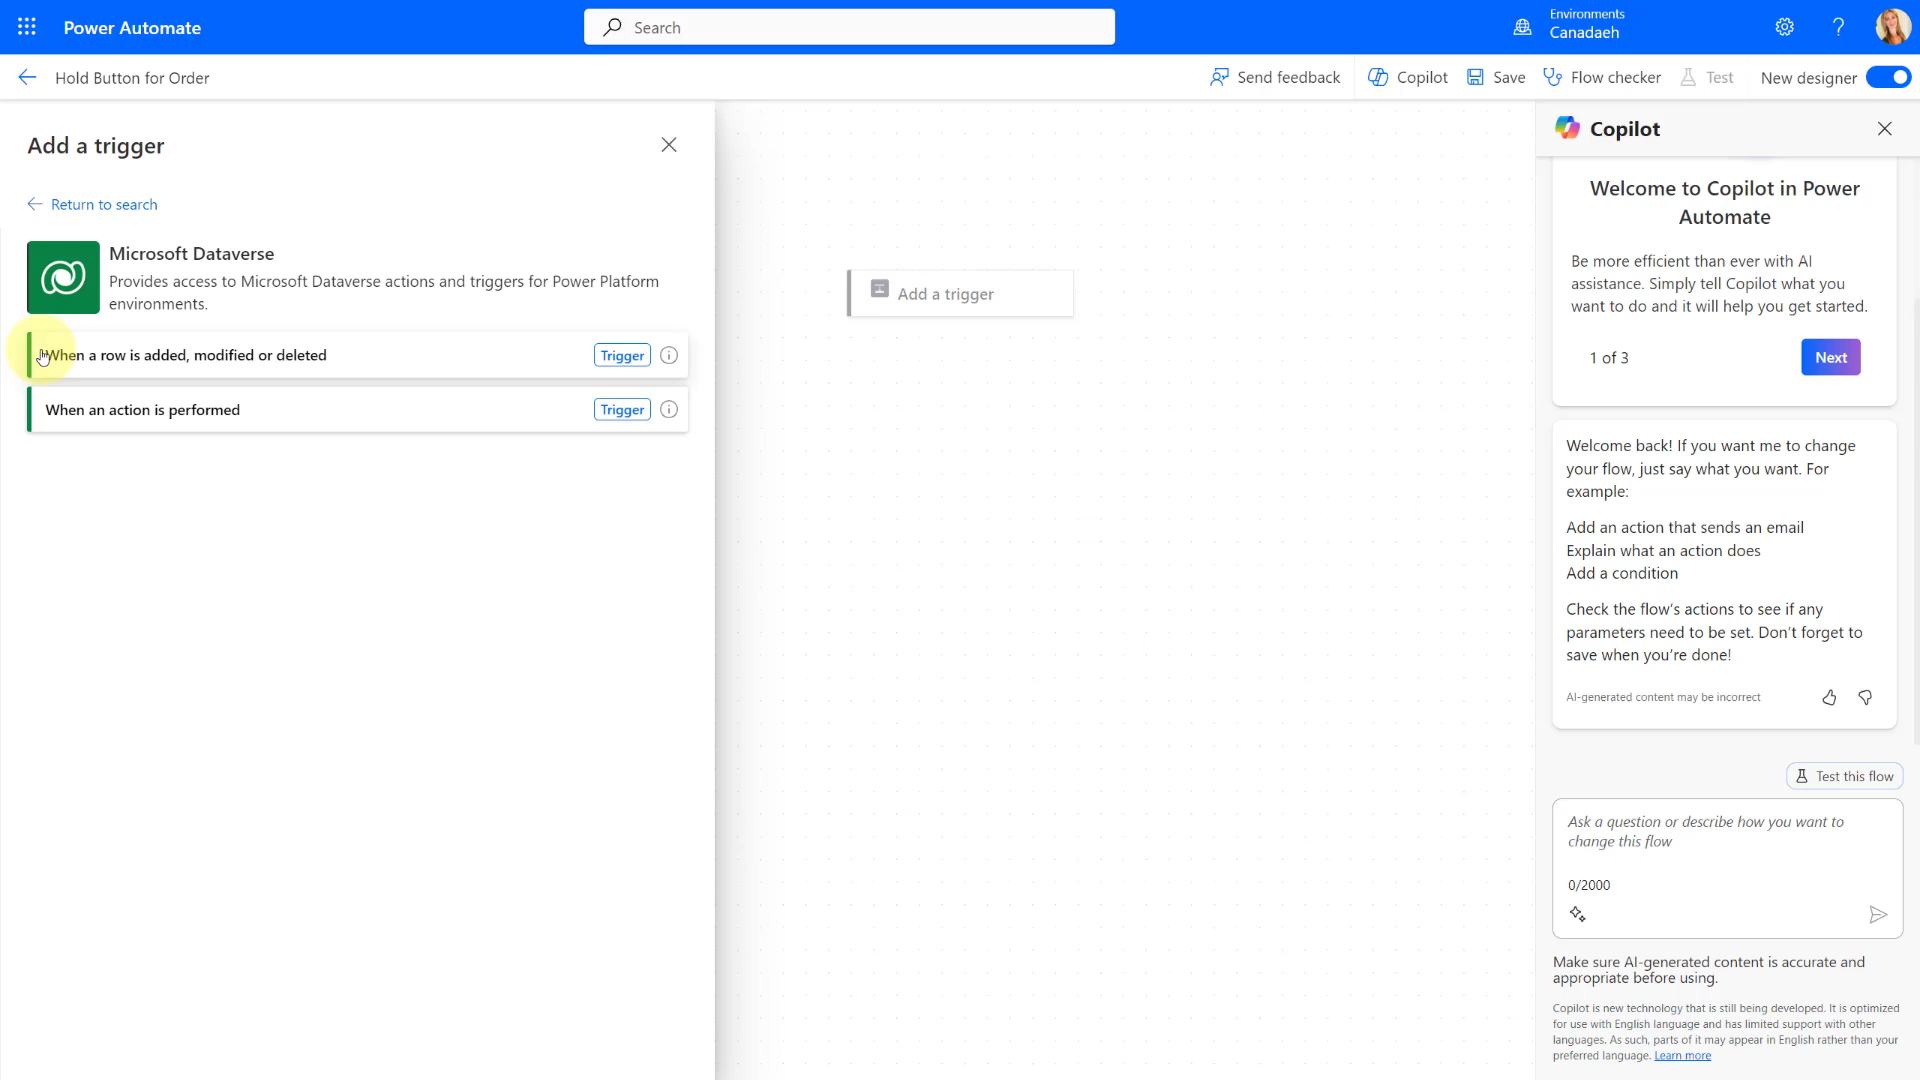 Power Automate
Search
Environments
Canadaeh
Hold Button for Order
Send feedback
Copilot
Save
Flow checker
Test
New designer
Add a trigger
Return to search
Microsoft Dataverse
Provides access to Microsoft Dataverse actions and triggers for Power Platform
environments.
When a row is added, modified or deleted
Trigger
When an action is performed
Trigger
Add a trigger
Copilot
Welcome to Copilot in Power
Automate
Be more efficient than ever with AI
assistance. Simply tell Copilot what you
want to do and it will help you get started.
1 of 3
Next
Welcome back! If you want me to change
your flow, just say what you want. For
example:
Add an action that sends an email
Explain what an action does
Add a condition
Check the flow's actions to see if any
parameters need to be set. Don't forget to
save when you're done!
AI-generated content may be incorrect
Test this flow
Ask a question or describe how you want to
change this flow
0/2000
Make sure AI-generated content is accurate and
appropriate before using.
Copilot is new technology that is still being developed. It is optimized
for use with English language and has limited support with other
languages. As such, parts of it may appear in English rather than your
preferred language. Learn more